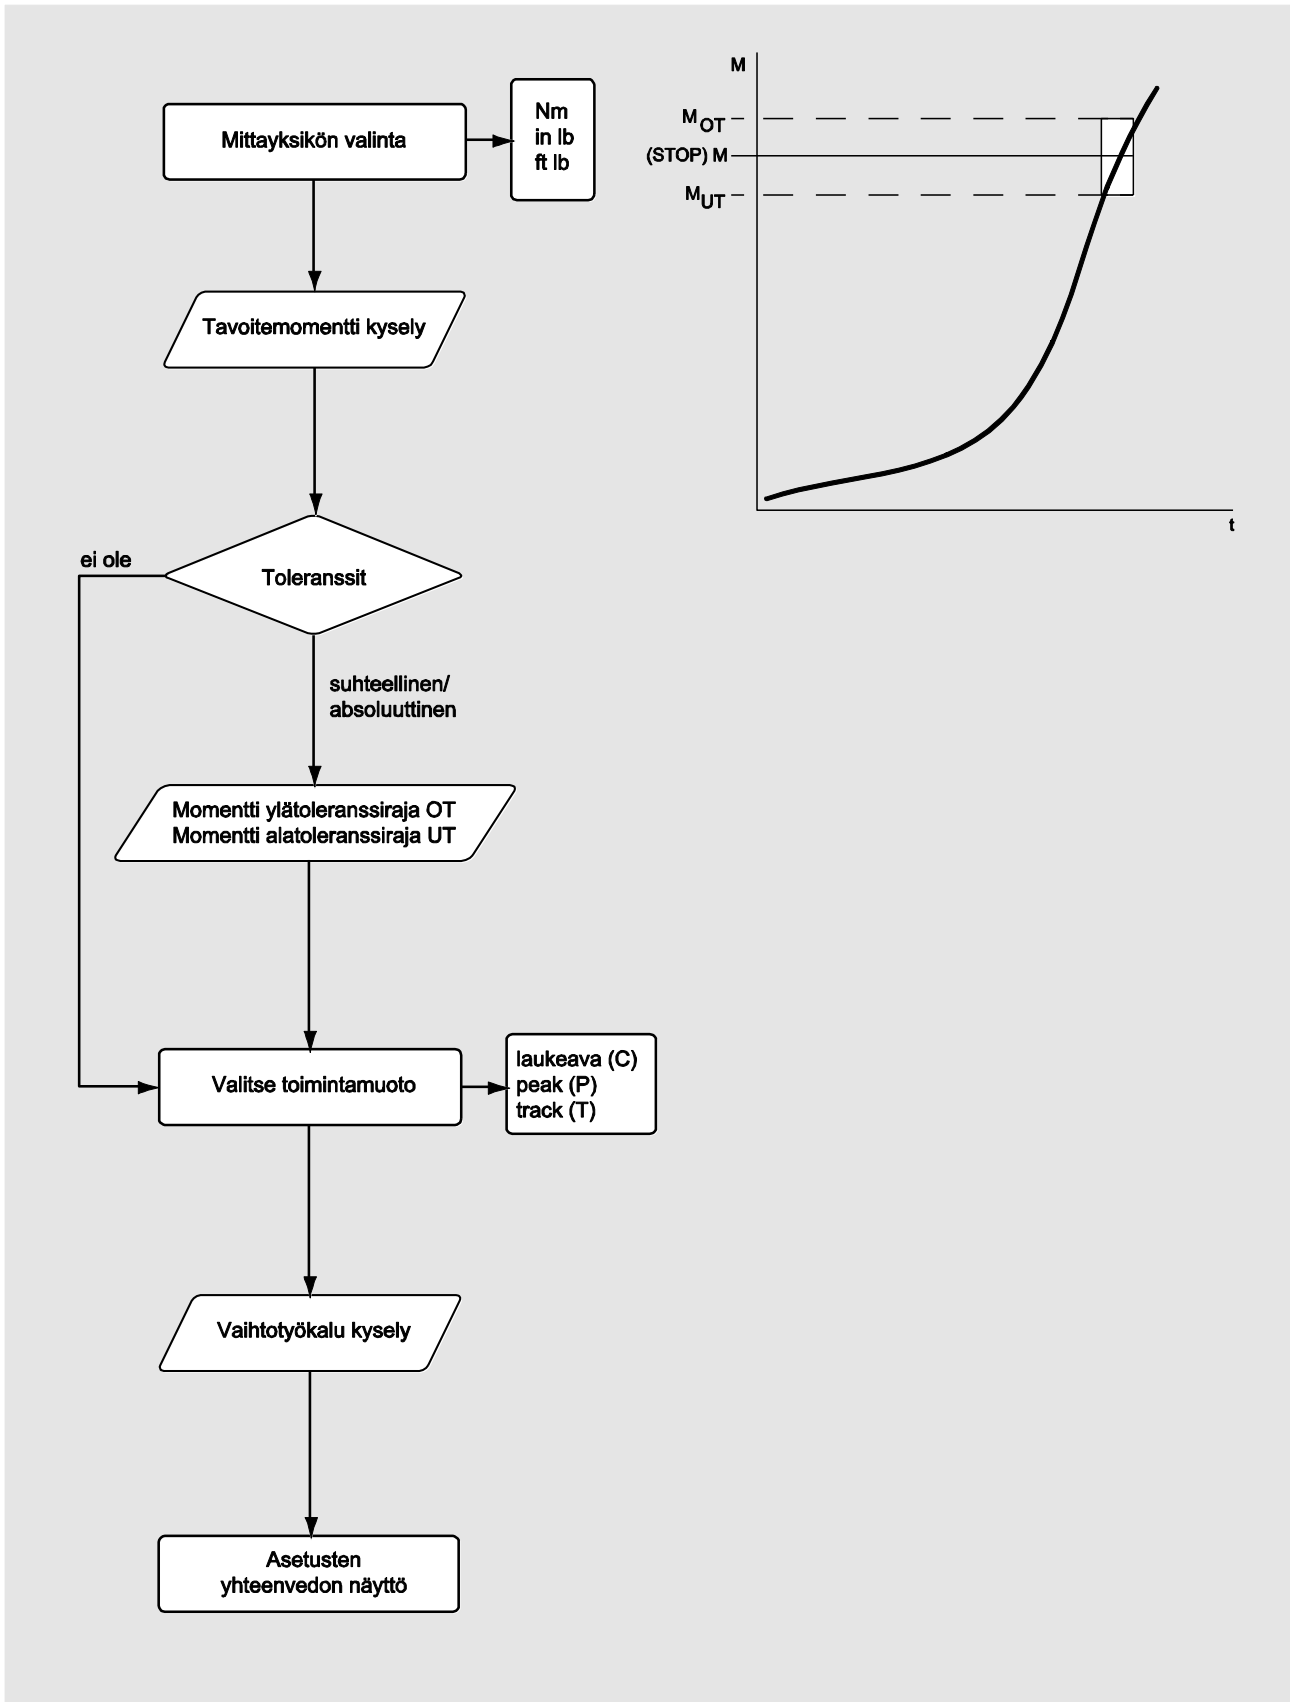 Mittayksikön valinta
Nm
in lb
ft lb
Tavoitemomentti kysely
Toleranssit
ei ole
suhteellinen/
absoluuttinen
Momentti ylätoleranssiraja OT
Momentti alatoleranssiraja UT
Valitse toimintamuoto
laukeava (C)
peak (P)
track (T)
Vaihtotyökalu kysely
Asetusten
yhteenvedon näyttö
M
MOT
(STOP) M
MUT
t